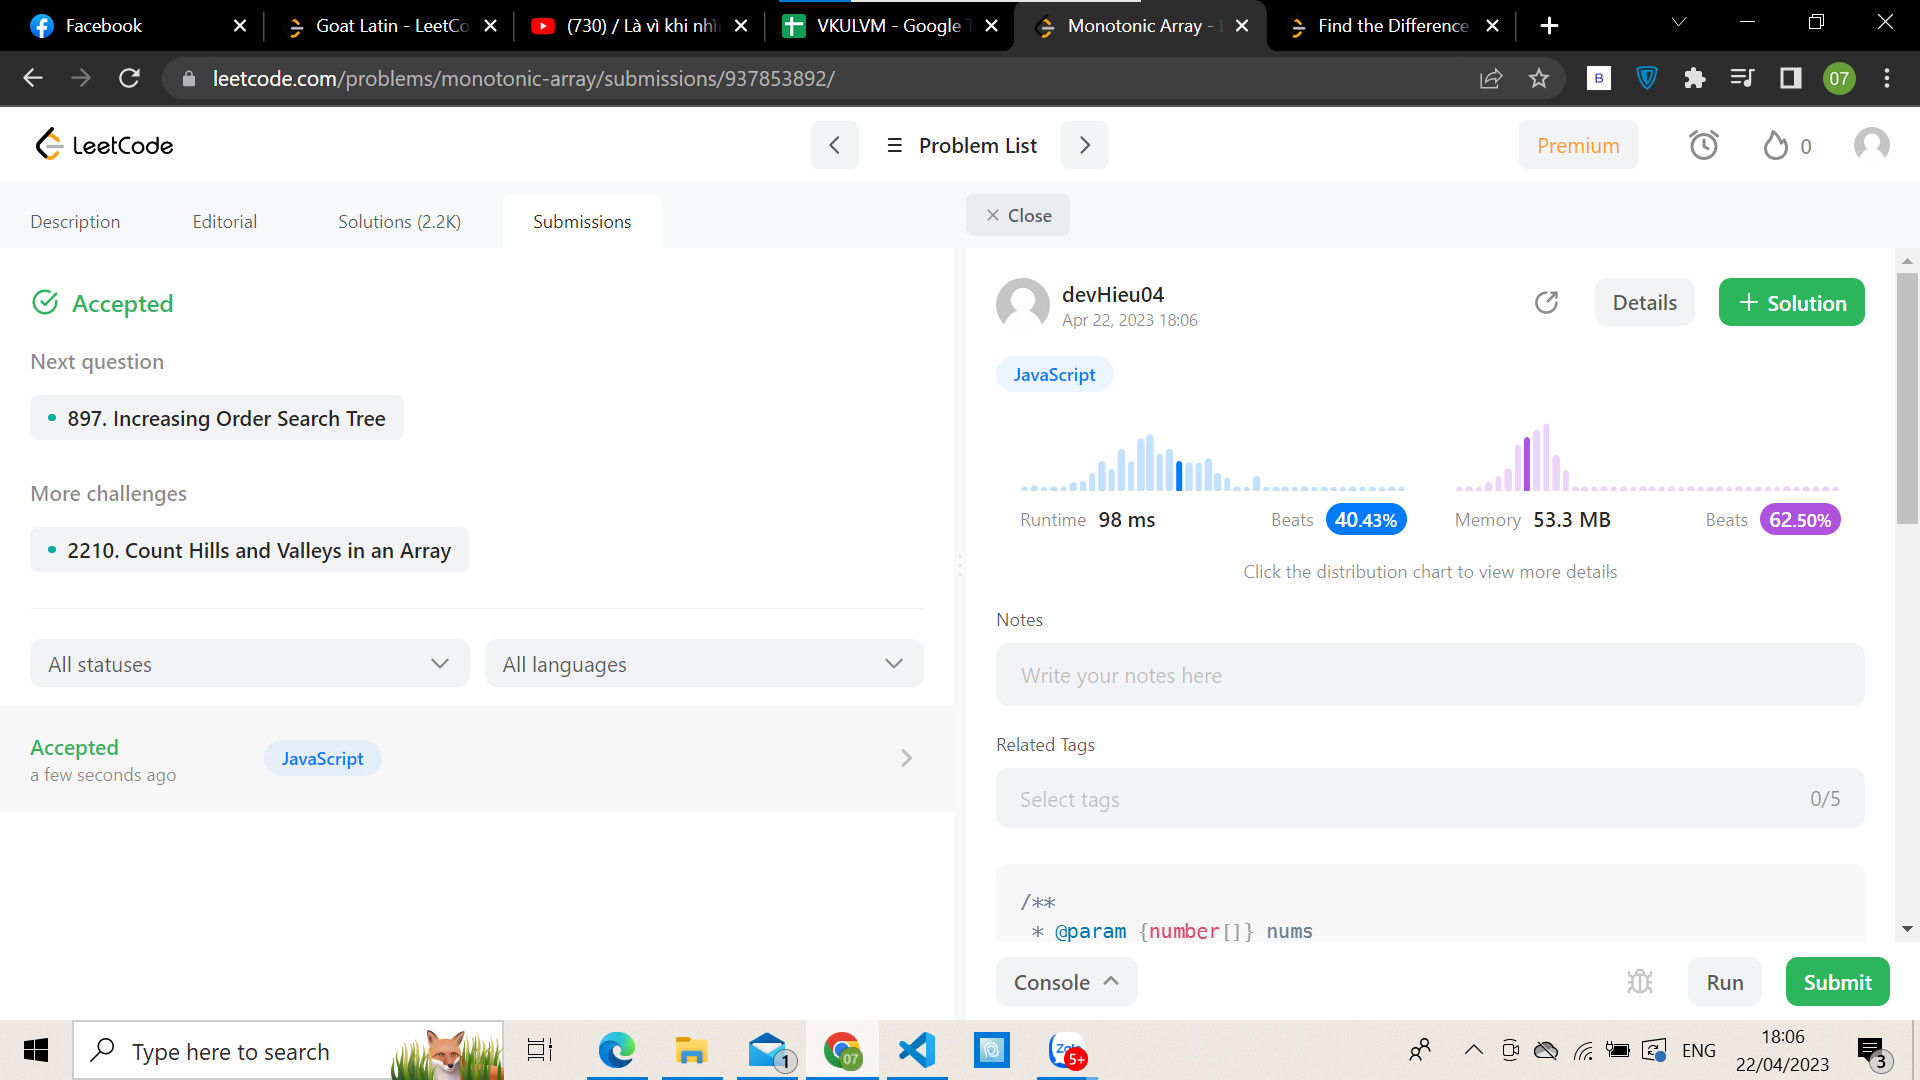 Facebook
Goat Latin - LeetCo
(730) / Là vì khi nhìn
VKULVM - Google T
Monotonic Array -
Find the Difference
leetcode.com/problems/monotonic-array/submissions/937853892/
B
07
LeetCode
Problem List
Premium
0
Description
Editorial
Solutions (2.2K)
Submissions
Close
Accepted
Next question
897. Increasing Order Search Tree
More challenges
2210. Count Hills and Valleys in an Array
All statuses
All languages
Accepted
a few seconds ago
JavaScript
devHieu04
Apr 22, 2023 18:06
Details
+ Solution
JavaScript
Runtime 98 ms
Beats 40.43%
Memory 53.3 MB
Beats 62.50%
Click the distribution chart to view more details
Notes
Write your notes here
Related Tags
Select tags
0/5
/**
* @param {number[]} nums
Console
Run
Submit
Type here to search
1
07
5+
ENG
18:06
22/04/2023
3